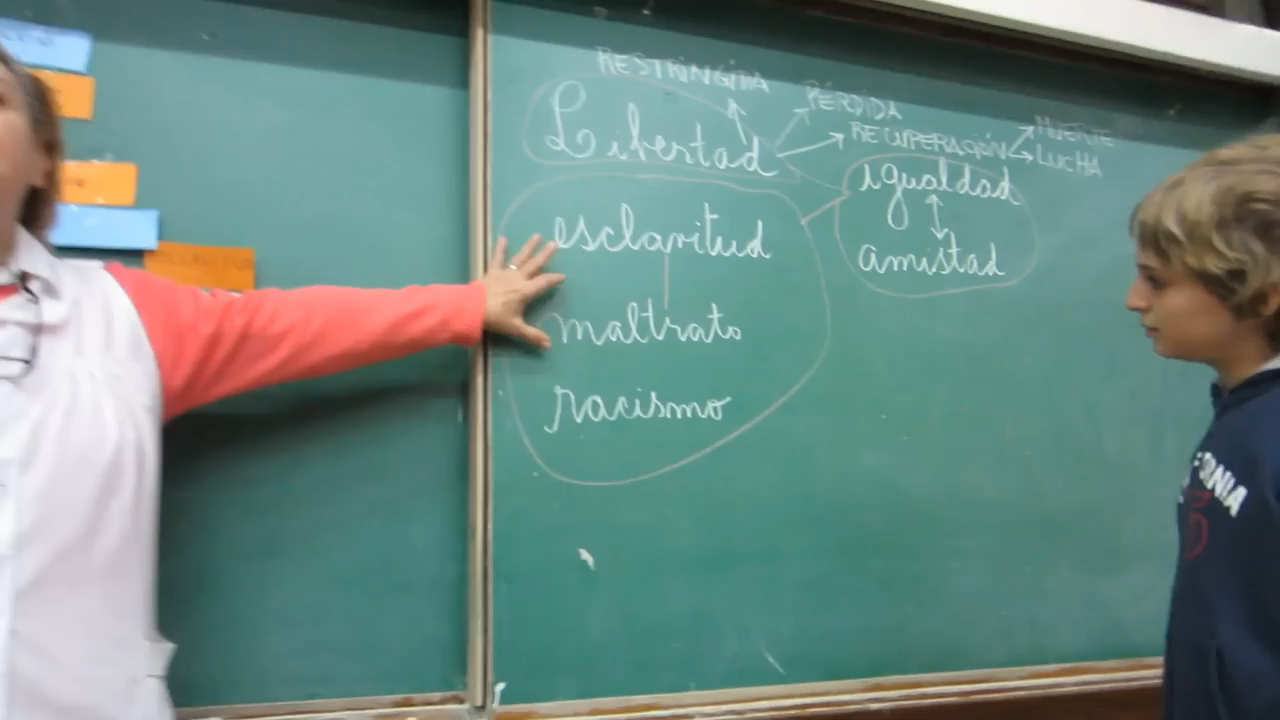 RESTRINGIDA
Libertad
PÉRDIDA
RECUPERACIÓN
MUERTE
LUCHA
igualdad
amistad
esclavitud
maltrato
racismo